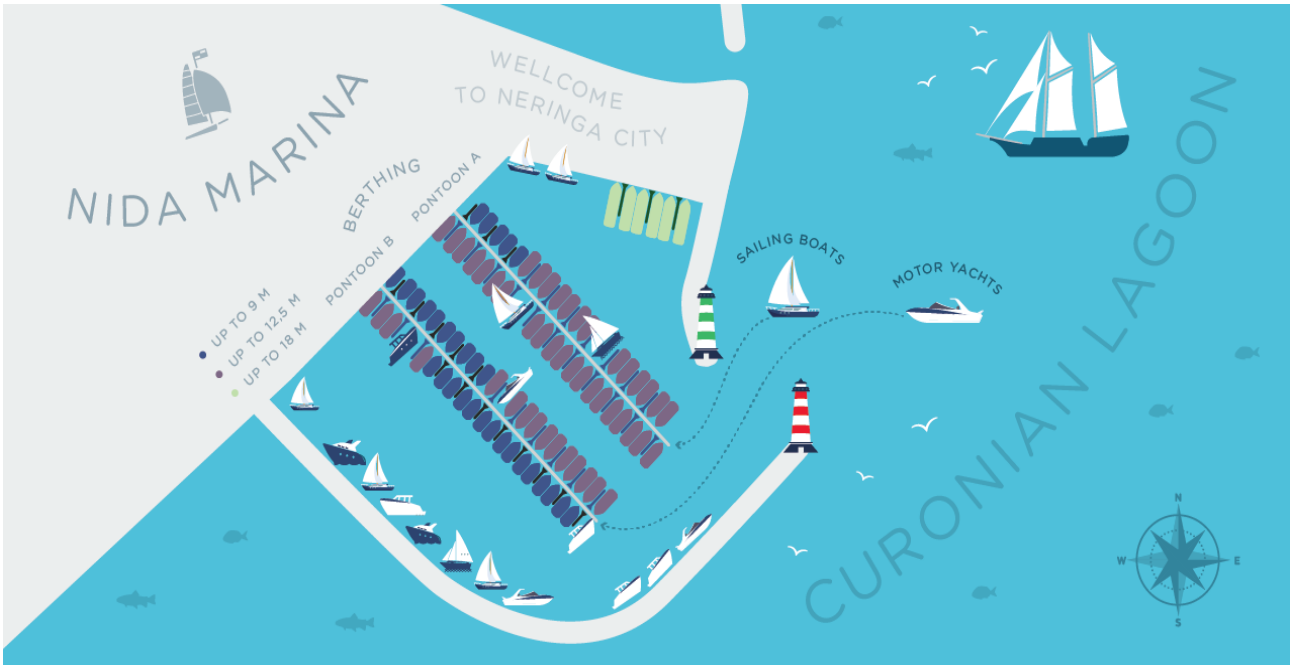 NIDA MARINA
WELLCOME
TO NERINGA CITY
BERTHING
PONTOON A
PONTOON B
UP TO 9 M
UP TO 12,5 M
UP TO 18 M
SAILING BOATS
MOTOR YACHTS
CURONIAN LAGOON
N
W
E
S